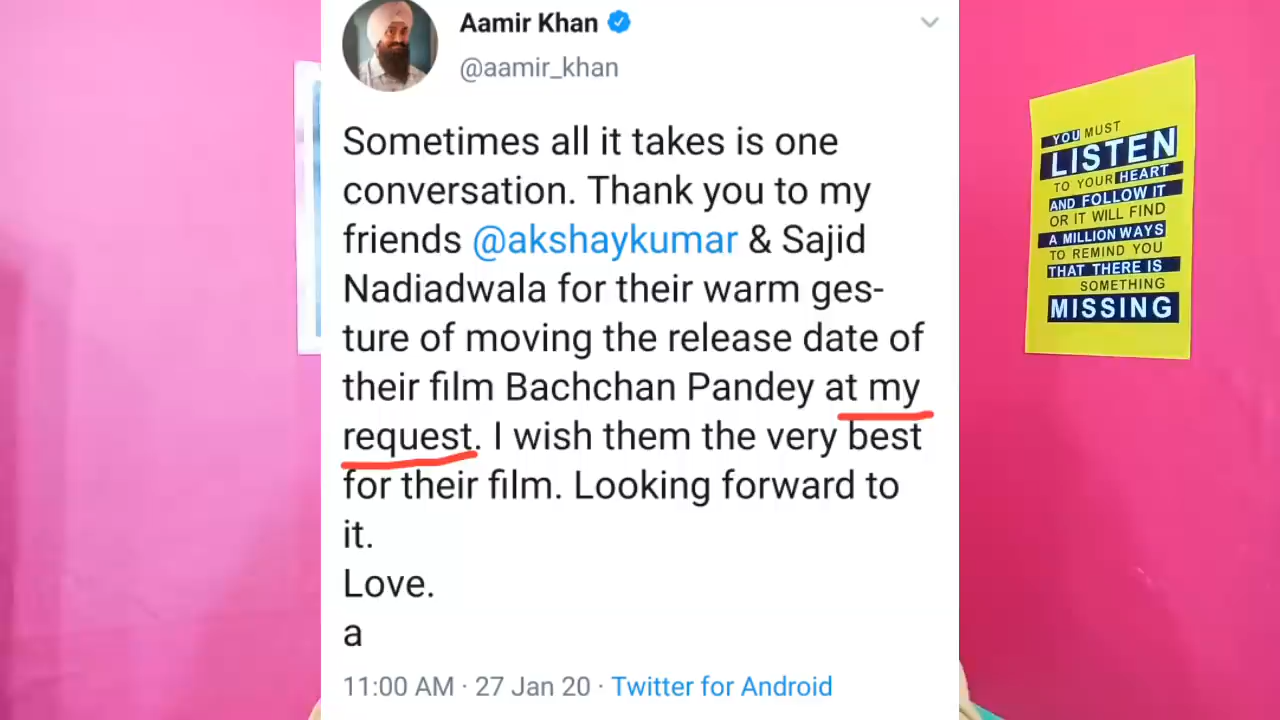 Aamir Khan
@aamir_khan
Sometimes all it takes is one
conversation. Thank you to my
friends @akshaykumar & Sajid
Nadiadwala for their warm ges-
ture of moving the release date of
their film Bachchan Pandey at my
request. I wish them the very best
for their film. Looking forward to
it.
Love.
a
11:00 AM · 27 Jan 20 · Twitter for Android
YOU MUST
LISTEN
TO YOUR HEART
AND FOLLOW IT
OR IT WILL FIND
A MILLION WAYS
TO REMIND YOU
THAT THERE IS
SOMETHING
MISSING